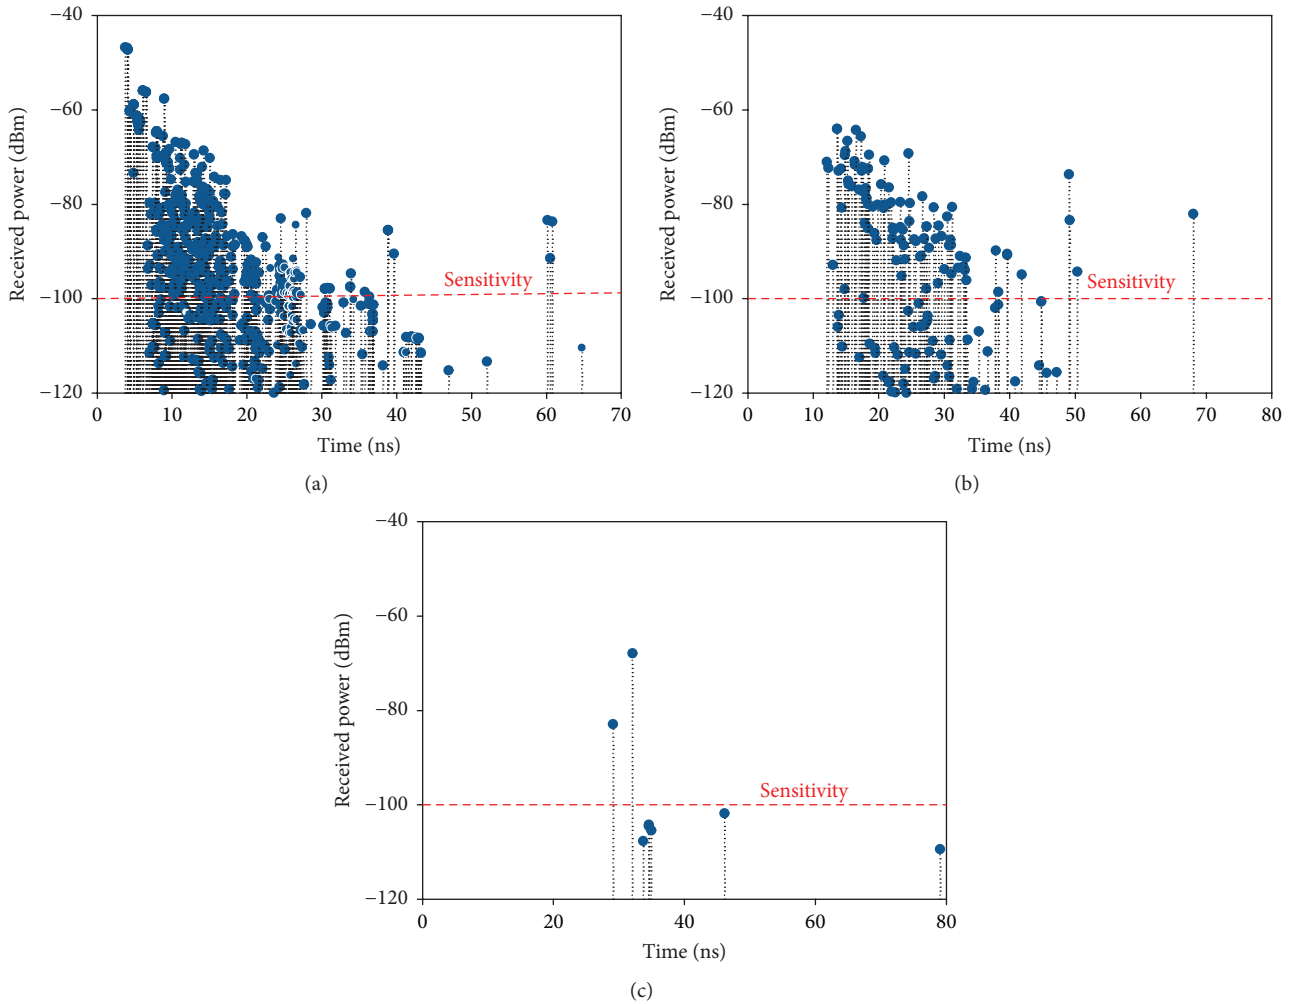 −40
−60
−80
−100
−120
Received power (dBm)
Sensitivity
0 10 20 30 40 50 60 70
Time (ns)
(a)
−40
−60
−80
−100
−120
Received power (dBm)
Sensitivity
0 10 20 30 40 50 60 70 80
Time (ns)
(b)
−40
−60
−80
−100
−120
Received power (dBm)
Sensitivity
0 20 40 60 80
Time (ns)
(c)